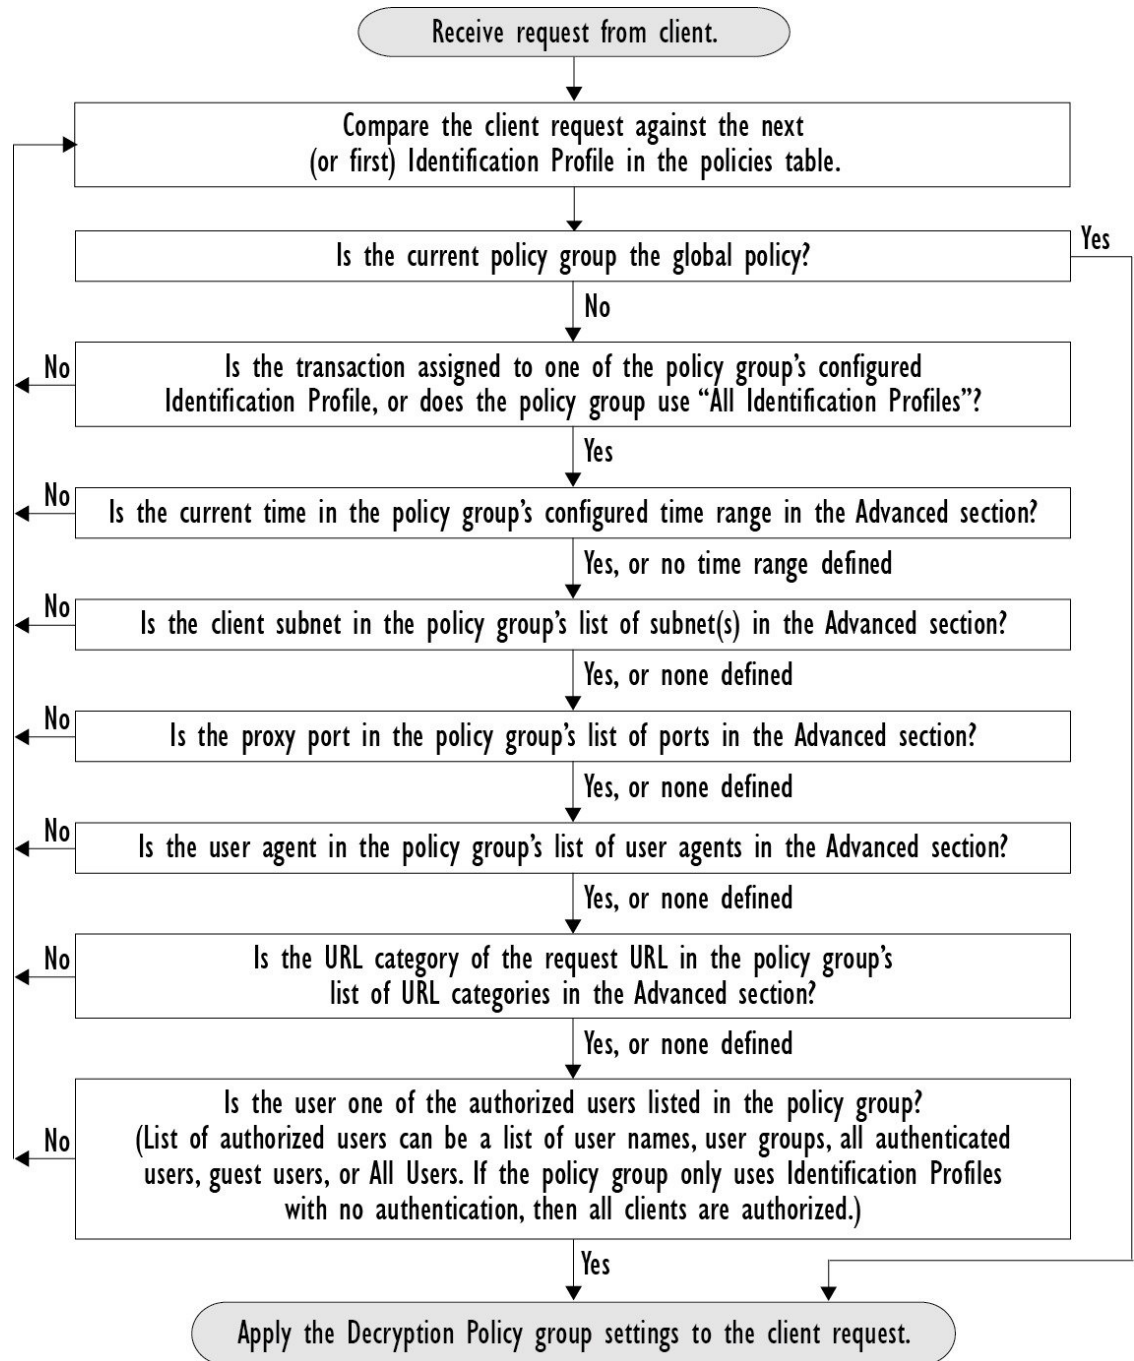 Receive request from client.
Compare the client request against the next
(or first) Identification Profile in the policies table.
Is the current policy group the global policy?
Yes
No
Is the transaction assigned to one of the policy group's configured
Identification Profile, or does the policy group use “All Identification Profiles”?
No
Yes
Is the current time in the policy group's configured time range in the Advanced section?
No
Yes, or no time range defined
Is the client subnet in the policy group's list of subnet(s) in the Advanced section?
No
Yes, or none defined
Is the proxy port in the policy group's list of ports in the Advanced section?
No
Yes, or none defined
Is the user agent in the policy group's list of user agents in the Advanced section?
No
Yes, or none defined
Is the URL category of the request URL in the policy group's
list of URL categories in the Advanced section?
No
Yes, or none defined
Is the user one of the authorized users listed in the policy group?
(List of authorized users can be a list of user names, user groups, all authenticated
users, guest users, or All Users. If the policy group only uses Identification Profiles
with no authentication, then all clients are authorized.)
No
Yes
Apply the Decryption Policy group settings to the client request.